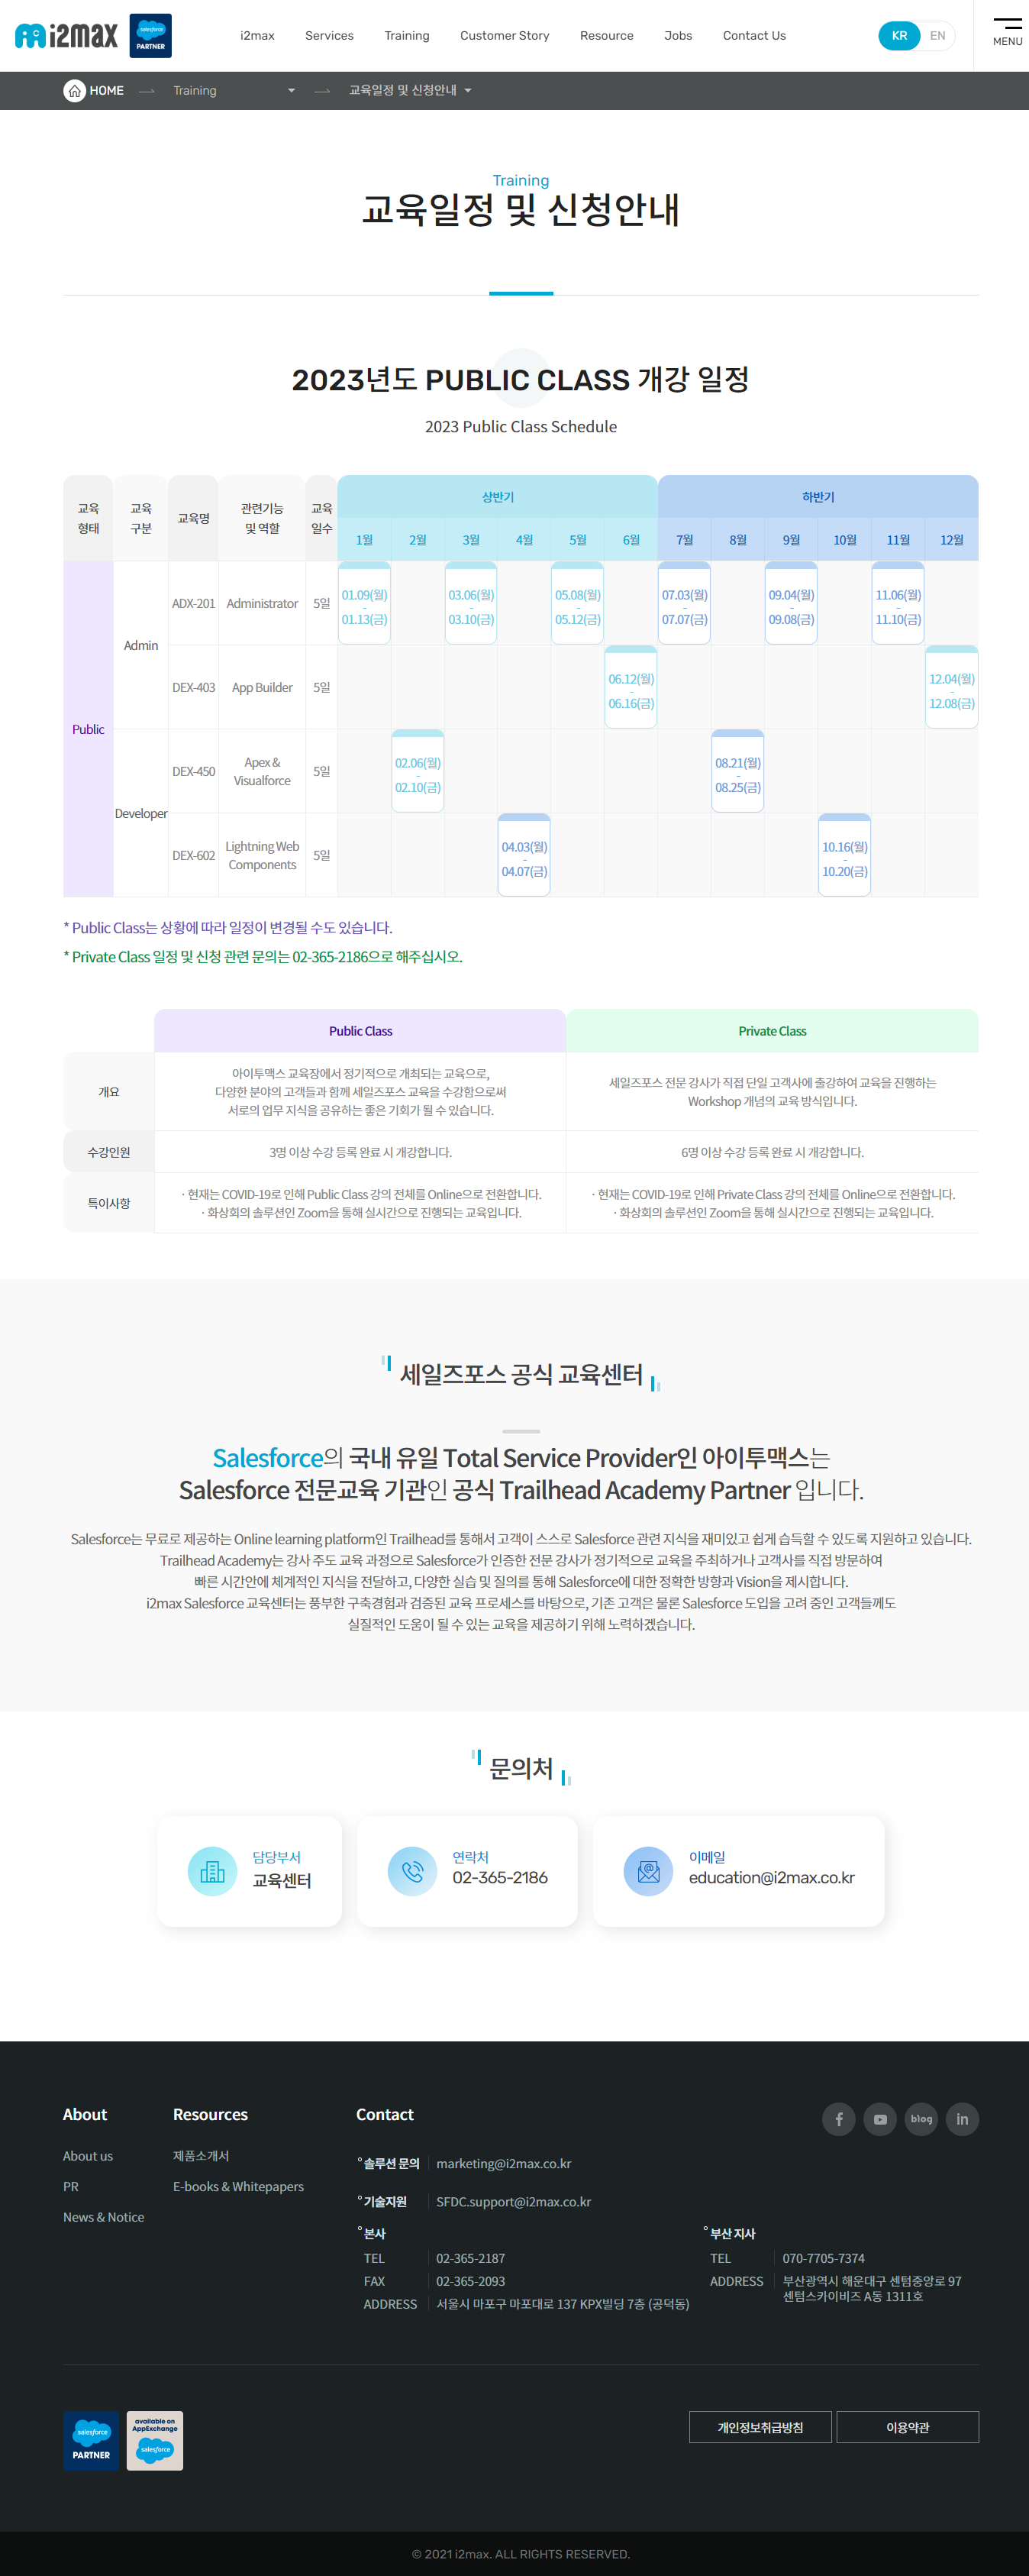 i2max
salesforce
PARTNER
i2max Services Training Customer Story Resource Jobs Contact Us
KR EN
MENU
HOME Training 교육일정 및 신청안내
Training
교육일정 및 신청안내
2023년도 PUBLIC CLASS 개강 일정
2023 Public Class Schedule
교육 형태 교육 구분 교육명 관련기능 및 역할 교육 일수 상반기 하반기
1월 2월 3월 4월 5월 6월 7월 8월 9월 10월 11월 12월
Public
Admin
ADX-201 Administrator 5일 01.09(월) ~ 01.13(금) 03.06(월) ~ 03.10(금) 05.08(월) ~ 05.12(금) 07.03(월) ~ 07.07(금) 09.04(월) ~ 09.08(금) 11.06(월) ~ 11.10(금)
DEX-403 App Builder 5일 06.12(월) ~ 06.16(금) 12.04(월) ~ 12.08(금)
Developer
DEX-450 Apex & Visualforce 5일 02.06(월) ~ 02.10(금) 08.21(월) ~ 08.25(금)
DEX-602 Lightning Web Components 5일 04.03(월) ~ 04.07(금) 10.16(월) ~ 10.20(금)
* Public Class는 상황에 따라 일정이 변경될 수도 있습니다.
* Private Class 일정 및 신청 관련 문의는 02-365-2186으로 해주십시오.
Public Class Private Class
개요
아이투맥스 교육장에서 정기적으로 개최되는 교육으로,
다양한 분야의 고객들과 함께 세일즈포스 교육을 수강함으로써
서로의 업무 지식을 공유하는 좋은 기회가 될 수 있습니다.
세일즈포스 전문 강사가 직접 단일 고객사에 출강하여 교육을 진행하는
Workshop 개념의 교육 방식입니다.
수강인원 3명 이상 수강 등록 완료 시 개강합니다. 6명 이상 수강 등록 완료 시 개강합니다.
특이사항
· 현재는 COVID-19로 인해 Public Class 강의 전체를 Online으로 전환합니다.
· 화상회의 솔루션인 Zoom을 통해 실시간으로 진행되는 교육입니다.
· 현재는 COVID-19로 인해 Private Class 강의 전체를 Online으로 전환합니다.
· 화상회의 솔루션인 Zoom을 통해 실시간으로 진행되는 교육입니다.
세일즈포스 공식 교육센터
Salesforce의 국내 유일 Total Service Provider인 아이투맥스는
Salesforce 전문교육 기관인 공식 Trailhead Academy Partner 입니다.
Salesforce는 무료로 제공하는 Online learning platform인 Trailhead를 통해서 고객이 스스로 Salesforce 관련 지식을 재미있고 쉽게 습득할 수 있도록 지원하고 있습니다.
Trailhead Academy는 강사 주도 교육 과정으로 Salesforce가 인증한 전문 강사가 정기적으로 교육을 주최하거나 고객사를 직접 방문하여
빠른 시간안에 체계적인 지식을 전달하고, 다양한 실습 및 질의를 통해 Salesforce에 대한 정확한 방향과 Vision을 제시합니다.
i2max Salesforce 교육센터는 풍부한 구축경험과 검증된 교육 프로세스를 바탕으로, 기존 고객은 물론 Salesforce 도입을 고려 중인 고객들께도
실질적인 도움이 될 수 있는 교육을 제공하기 위해 노력하겠습니다.
문의처
담당부서
교육센터
연락처
02-365-2186
이메일
education@i2max.co.kr
About
About us
PR
News & Notice
Resources
제품소개서
E-books & Whitepapers
Contact
blog in
솔루션 문의 marketing@i2max.co.kr
기술지원 SFDC.support@i2max.co.kr
본사
TEL 02-365-2187
FAX 02-365-2093
ADDRESS 서울시 마포구 마포대로 137 KPX빌딩 7층 (공덕동)
부산 지사
TEL 070-7705-7374
ADDRESS 부산광역시 해운대구 센텀중앙로 97
센텀스카이비즈 A동 1311호
salesforce
PARTNER
available on
AppExchange
salesforce
개인정보취급방침 이용약관
© 2021 i2max. ALL RIGHTS RESERVED.